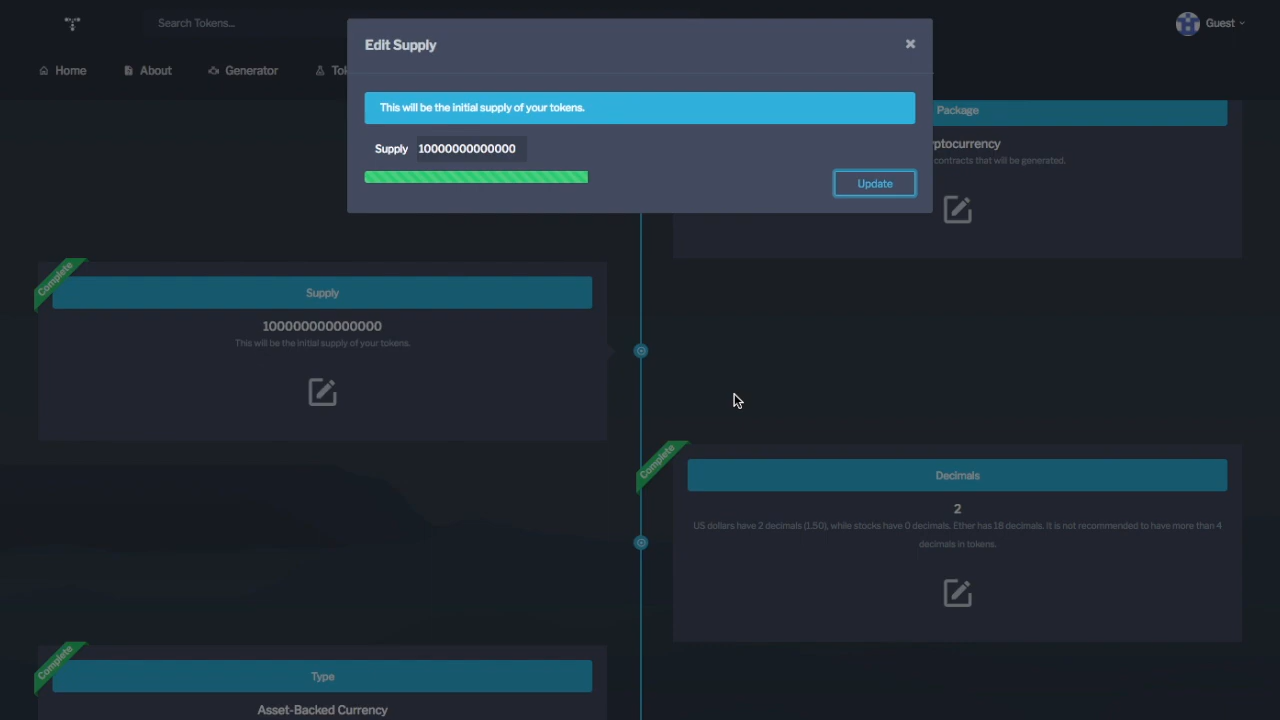 Search Tokens...
Guest
Home
About
Generator
Tok
Edit Supply
×
This will be the initial supply of your tokens.
Supply
10000000000000
Update
Package
ptocurrency
contracts that will be generated.
Complete
Supply
100000000000000
This will be the initial supply of your tokens.
Complete
Decimals
2
US dollars have 2 decimals (1.50), while stocks have 0 decimals. Ether has 18 decimals. It is not recommended to have more than 4
decimals in tokens.
Complete
Type
Asset-Backed Currency